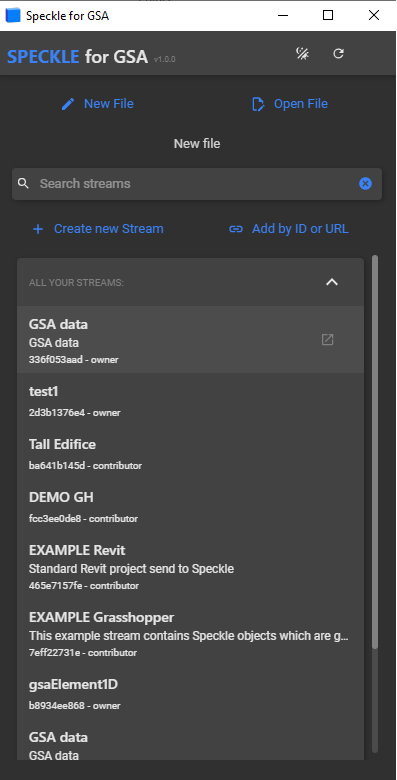 Speckle for GSA
SPECKLE for GSA v1.0.0
New File
Open File
New file
Search streams
Create new Stream
Add by ID or URL
ALL YOUR STREAMS:
GSA data
GSA data
336f053aad - owner
test1
2d3b1376e4 - owner
Tall Edifice
ba641b145d - contributor
DEMO GH
fcc3ee0de8 - contributor
EXAMPLE Revit
Standard Revit project send to Speckle
465e7157fe - contributor
EXAMPLE Grasshopper
This example stream contains Speckle objects which are g...
7eff22731e - contributor
gsaElement1D
b8934ee868 - owner
GSA data
GSA data